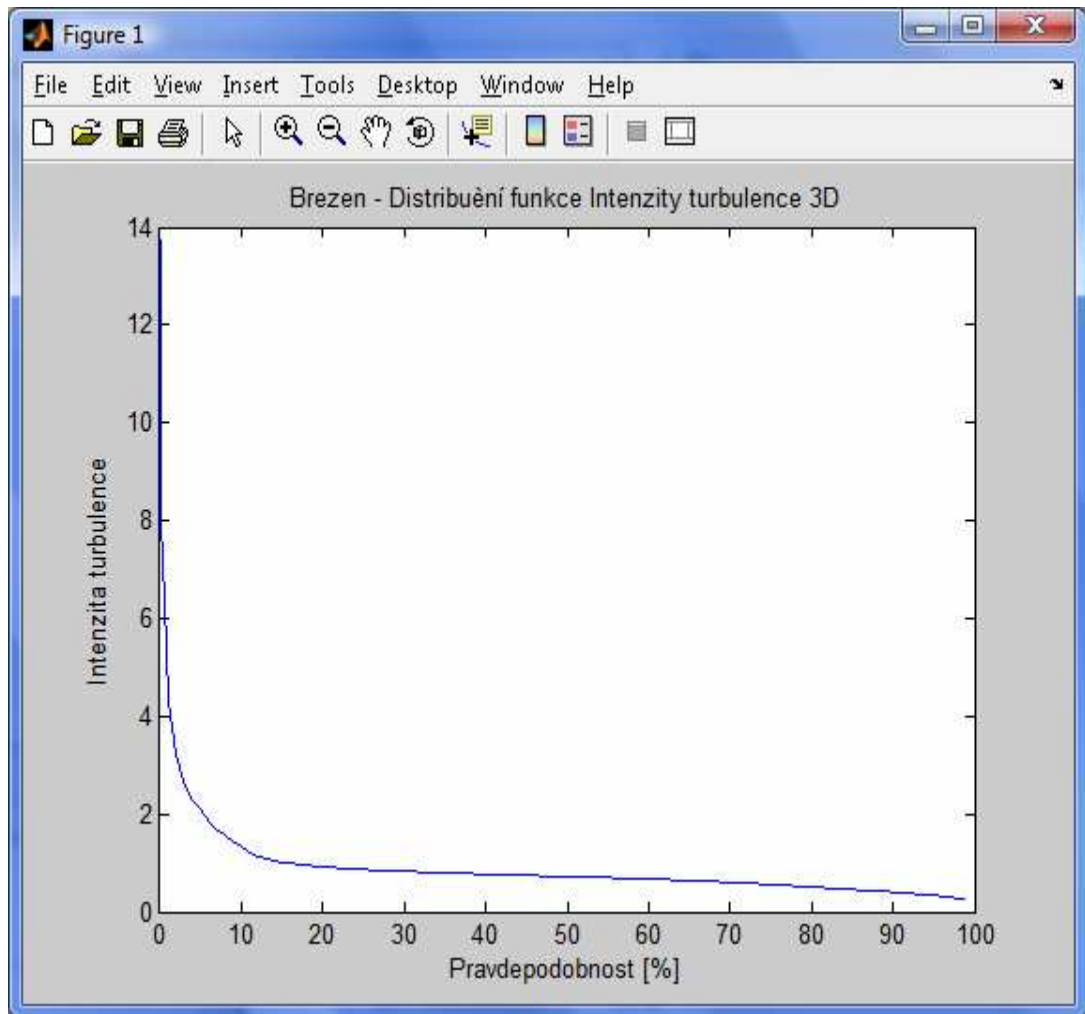 Figure 1
File Edit View Insert Tools Desktop Window Help
Brezen - Distribuèní funkce Intenzity turbulence 3D
14
12
10
8
6
4
2
0
Intenzita turbulence
0 10 20 30 40 50 60 70 80 90 100
Pravdepodobnost [%]